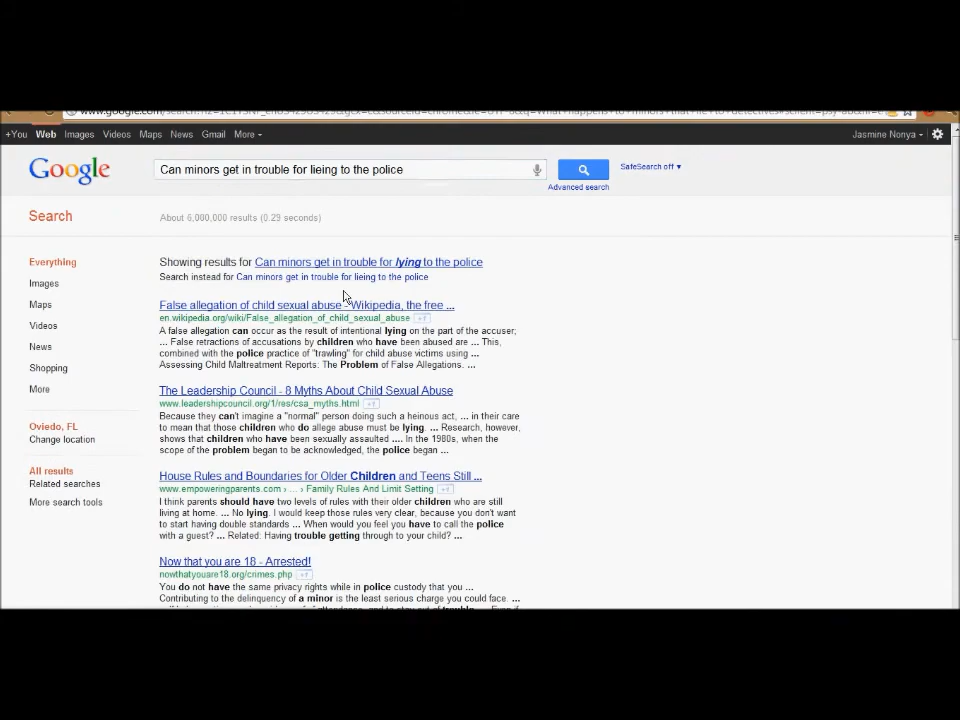 +You Web Images Videos Maps News Gmail More Jasmine Nonya
Google
Can minors get in trouble for lieing to the police
SafeSearch off
Advanced search
Search
About 6,000,000 results (0.29 seconds)
Everything
Images
Maps
Videos
News
Shopping
More
Oviedo, FL
Change location
All results
Related searches
More search tools
Showing results for Can minors get in trouble for lying to the police
Search instead for Can minors get in trouble for lieing to the police
False allegation of child sexual abuse - Wikipedia, the free ...
en.wikipedia.org/wiki/False_allegation_of_child_sexual_abuse +1
A false allegation can occur as the result of intentional lying on the part of the accuser;
... False retractions of accusations by children who have been abused are ... This,
combined with the police practice of "trawling" for child abuse victims using ...
Assessing Child Maltreatment Reports: The Problem of False Allegations. ...
The Leadership Council - 8 Myths About Child Sexual Abuse
www.leadershipcouncil.org/1/res/csa_myths.html +1
Because they can't imagine a "normal" person doing such a heinous act, ... in their care
to mean that those children who do allege abuse must be lying. ... Research, however,
shows that children who have been sexually assaulted .... In the 1980s, when the
scope of the problem began to be acknowledged, the police began ...
House Rules and Boundaries for Older Children and Teens Still ...
www.empoweringparents.com › ... › Family Rules And Limit Setting +1
I think parents should have two levels of rules with their older children who are still
living at home. ... No lying. I would keep those rules very clear, because you don't want
to start having double standards ... When would you feel you have to call the police
with a guest? ... Related: Having trouble getting through to your child? ...
Now that you are 18 - Arrested!
nowthatyouare18.org/crimes.php +1
You do not have the same privacy rights while in police custody that you ...
Contributing to the delinquency of a minor is the least serious charge you could face. ...